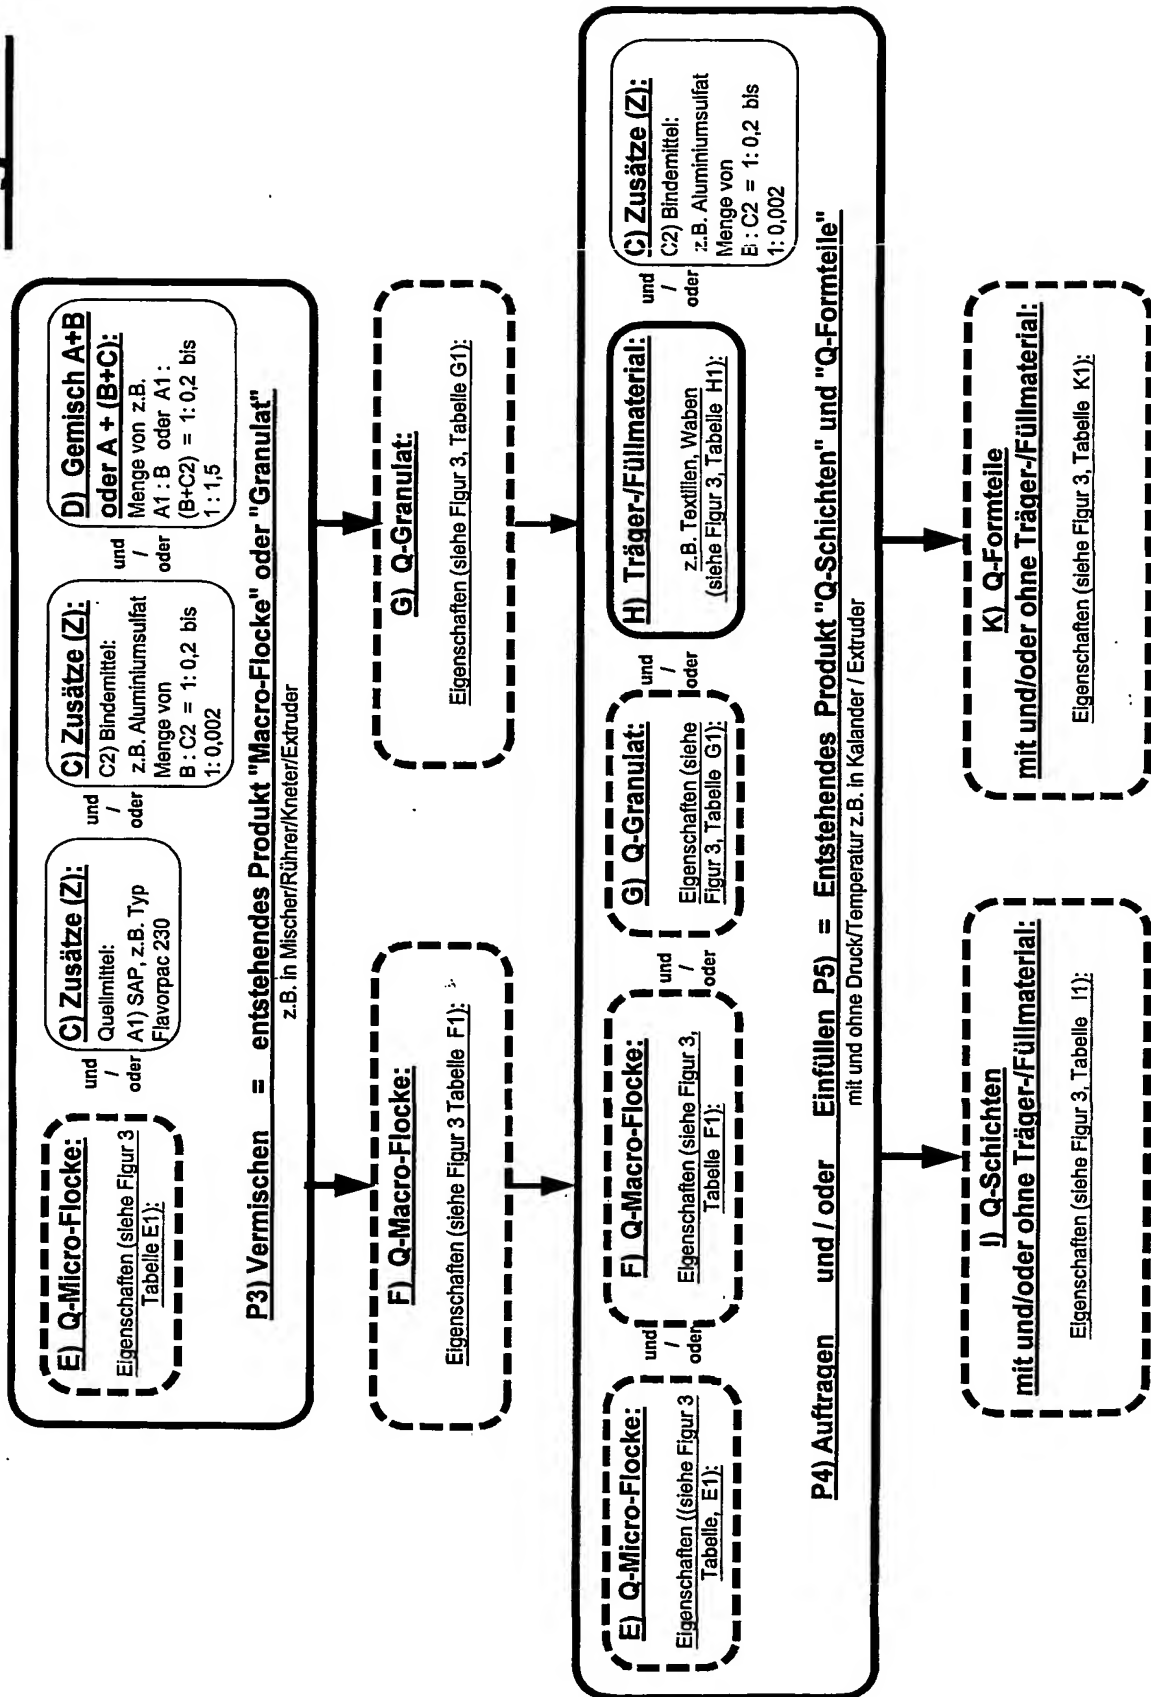 E) Q-Micro-Flocke:
Eigenschaften (siehe Figur 3
Tabelle E1):
und
/
oder
C) Zusätze (Z):
Quellmittel:
A1) SAP, z.B. Typ
Flavorpac 230
und
/
oder
C) Zusätze (Z):
C2) Bindemittel:
z.B. Aluminiumsulfat
Menge von
B : C2 = 1: 0,2 bis
1: 0,002
und
/
oder
D) Gemisch A+B
oder A + (B+C):
Menge von z.B.
A1 : B oder A1 :
(B+C2) = 1: 0,2 bis
1 : 1,5
P3) Vermischen = entstehendes Produkt "Macro-Flocke" oder "Granulat"
z.B. in Mischer/Rührer/Kneter/Extruder
F) Q-Macro-Flocke:
Eigenschaften (siehe Figur 3 Tabelle F1):
G) Q-Granulat:
Eigenschaften (siehe Figur 3, Tabelle G1):
E) Q-Micro-Flocke:
Eigenschaften ((siehe Figur 3
Tabelle, E1):
und
/
oder
F) Q-Macro-Flocke:
Eigenschaften (siehe Figur 3,
Tabelle F1):
und
/
oder
G) Q-Granulat:
Eigenschaften (siehe
Figur 3, Tabelle G1):
und
/
oder
H) Träger-/Füllmaterial:
z.B. Textilien, Waben
(siehe Figur 3, Tabelle H1):
und
/
oder
C) Zusätze (Z):
C2) Bindemittel:
z.B. Aluminiumsulfat
Menge von
B : C2 = 1: 0,2 bis
1: 0,002
P4) Auftragen und / oder Einfüllen P5) = Entstehendes Produkt "Q-Schichten" und "Q-Formteile"
mit und ohne Druck/Temperatur z.B. in Kalander / Extruder
I) Q-Schichten
mit und/oder ohne Träger-/Füllmaterial:
Eigenschaften (siehe Figur 3, Tabelle I1):
K) Q-Formteile
mit und/oder ohne Träger-/Füllmaterial:
Eigenschaften (siehe Figur 3, Tabelle K1):